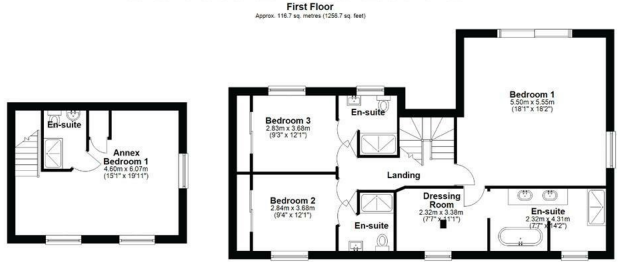 First Floor
Approx. 116.7 sq. metres (1256.7 sq. feet)
Bedroom 1
5.50m x 5.55m
(18'1" x 18'2")
En-suite
Bedroom 3
2.83m x 3.68m
(9'3" x 12'1")
En-suite
Annex
Bedroom 1
4.60m x 6.07m
(15'1" x 19'11")
Landing
Bedroom 2
2.84m x 3.68m
(9'4" x 12'1")
Dressing
Room
2.32m x 3.38m
(7'7" x 11'1")
En-suite
En-suite
2.32m x 4.31m
(7'7" x 14'2")